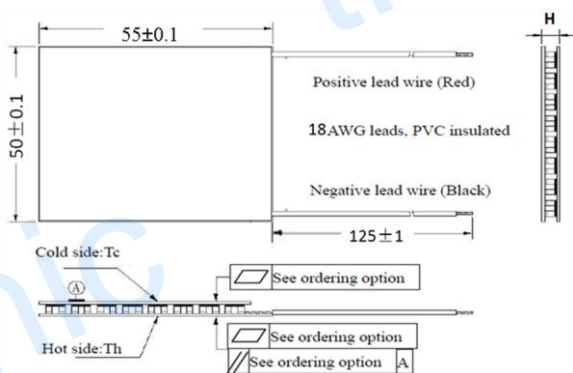 55±0.1
H
Positive lead wire (Red)
50±0.1
18AWG leads, PVC insulated
Negative lead wire (Black)
125±1
Cold side:Tc
A
See ordering option
Hot side:Th
See ordering option
See ordering option A
nic